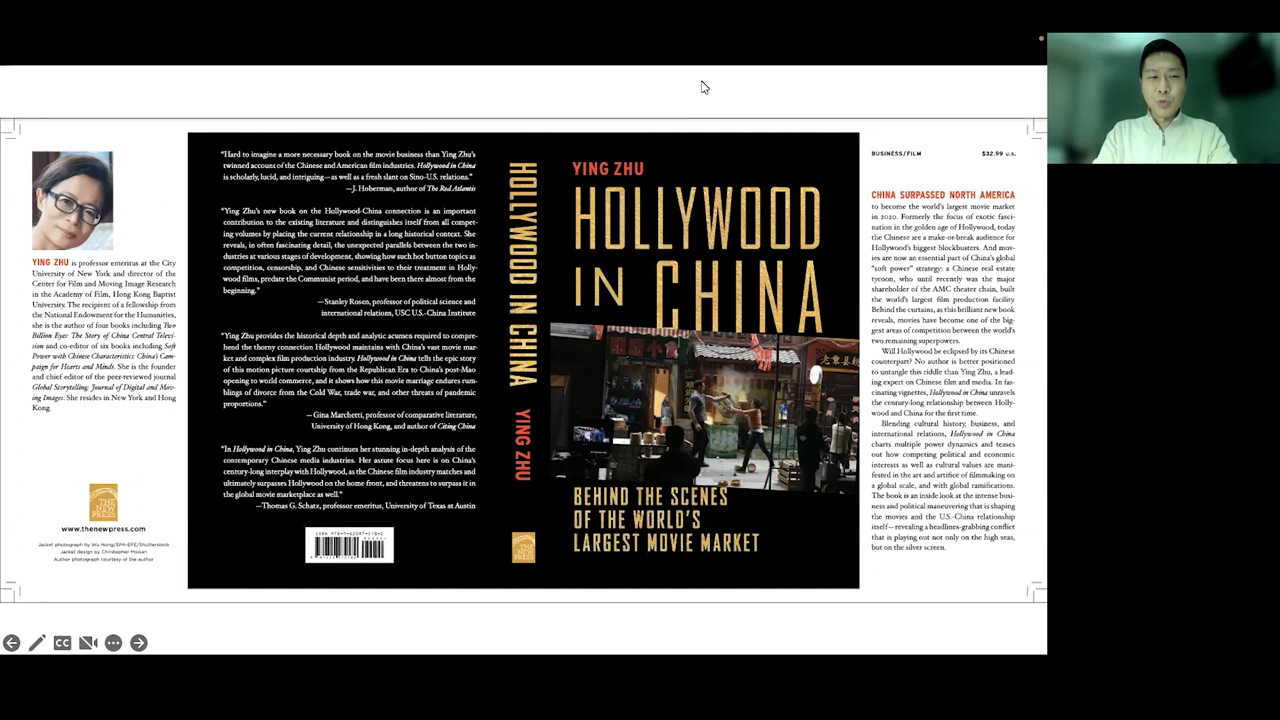 YING ZHU is professor emeritus at the City
University of New York and director of the
Center for Film and Moving Image Research
in the Academy of Film, Hong Kong Baptist
University. The recipient of a fellowship from
the National Endowment for the Humanities,
she is the author of four books including Two
Billion Eyes: The Story of China Central Televi-
sion and co-editor of six books including Soft
Power with Chinese Characteristics: China's Cam-
paign for Hearts and Minds. She is the founder
and chief editor of the peer-reviewed journal
Global Storytelling: Journal of Digital and Mov-
ing Images. She resides in New York and Hong
Kong.
THE
NEW
PRESS
www.thenewpress.com
Jacket photograph by Wu Hong/EPA-EFE/Shutterstock
Jacket design by Christopher Moisan
Author photograph courtesy of the author
"Hard to imagine a more necessary book on the movie business than Ying Zhu's
twinned account of the Chinese and American film industries. Hollywood in China
is scholarly, lucid, and intriguing—as well as a fresh slant on Sino-U.S. relations."
—J. Hoberman, author of The Red Atlantis
"Ying Zhu's new book on the Hollywood-China connection is an important
contribution to the existing literature and distinguishes itself from all compet-
ing volumes by placing the current relationship in a long historical context. She
reveals, in often fascinating detail, the unexpected parallels between the two in-
dustries at various stages of development, showing how such hot button topics as
competition, censorship, and Chinese sensitivities to their treatment in Holly-
wood films, predate the Communist period, and have been there almost from the
beginning."
—Stanley Rosen, professor of political science and
international relations, USC U.S.-China Institute
"Ying Zhu provides the historical depth and analytic acumen required to compre-
hend the thorny connection Hollywood maintains with China's vast movie mar-
ket and complex film production industry. Hollywood in China tells the epic story
of this motion picture courtship from the Republican Era to China's post-Mao
opening to world commerce, and it shows how this movie marriage endures rum-
blings of divorce from the Cold War, trade war, and other threats of pandemic
proportions."
—Gina Marchetti, professor of comparative literature,
University of Hong Kong, and author of Citing China
"In Hollywood in China, Ying Zhu continues her stunning in-depth analysis of the
contemporary Chinese media industries. Her astute focus here is on China's
century-long interplay with Hollywood, as the Chinese film industry matches and
ultimately surpasses Hollywood on the home front, and threatens to surpass it in
the global movie marketplace as well."
—Thomas G. Schatz, professor emeritus, University of Texas at Austin
HOLLYWOOD IN CHINA
YING ZHU
THE
NEW
PRESS
YING ZHU
HOLLYWOOD
IN CHINA
BEHIND THE SCENES
OF THE WORLD'S
LARGEST MOVIE MARKET
BUSINESS/FILM $32.99 U.S.
CHINA SURPASSED NORTH AMERICA
to become the world's largest movie market
in 2020. Formerly the focus of exotic fasci-
nation in the golden age of Hollywood, today
the Chinese are a make-or-break audience for
Hollywood's biggest blockbusters. And mov-
ies are now an essential part of China's global
"soft power" strategy: a Chinese real estate
tycoon, who until recently was the major
shareholder of the AMC theater chain, built
the world's largest film production facility.
Behind the curtains, as this brilliant new book
reveals, movies have become one of the big-
gest areas of competition between the world's
two remaining superpowers.
Will Hollywood be eclipsed by its Chinese
counterpart? No author is better positioned
to untangle this riddle than Ying Zhu, a lead-
ing expert on Chinese film and media. In fas-
cinating vignettes, Hollywood in China unravels
the century-long relationship between Holly-
wood and China for the first time.
Blending cultural history, business, and
international relations, Hollywood in China
charts multiple power dynamics and teases
out how competing political and economic
interests as well as cultural values are mani-
fested in the art and artifice of filmmaking on
a global scale, and with global ramifications.
The book is an inside look at the intense busi-
ness and political maneuvering that is shaping
the movies and the U.S.-China relationship
itself—revealing a headlines-grabbing conflict
that is playing out not only on the high seas,
but on the silver screen.
CC